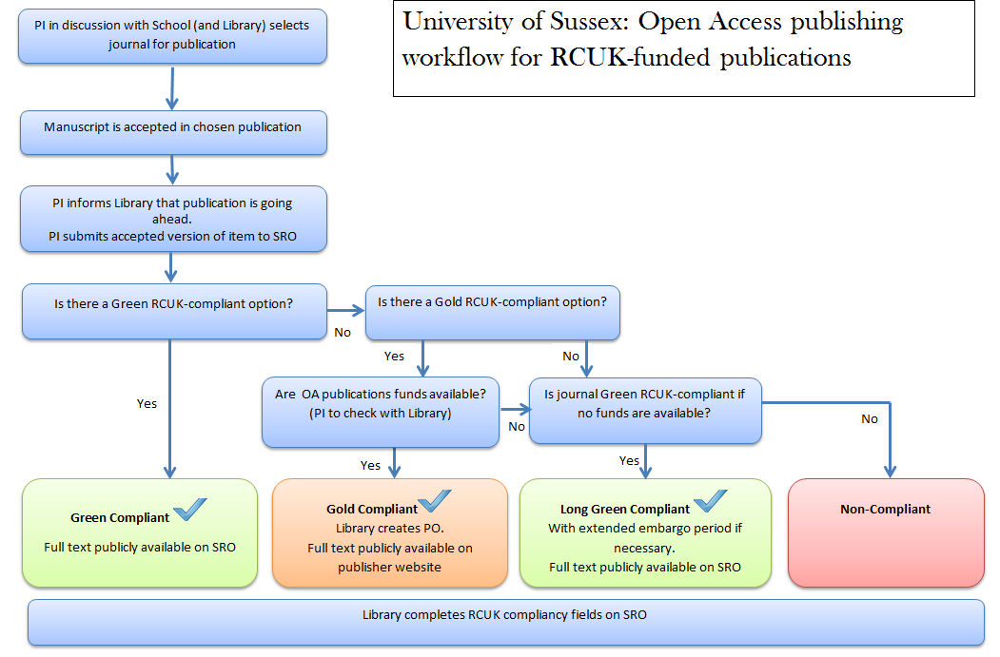 University of Sussex: Open Access publishing
workflow for RCUK-funded publications
PI in discussion with School (and Library) selects
journal for publication
Manuscript is accepted in chosen publication
PI informs Library that publication is going
ahead.
PI submits accepted version of item to SRO
Is there a Green RCUK-compliant option?
No
Is there a Gold RCUK-compliant option?
Yes
No
Yes
Are OA publications funds available?
(PI to check with Library)
No
Is journal Green RCUK-compliant if
no funds are available?
No
Yes
Yes
Green Compliant
Full text publicly available on SRO
Gold Compliant
Library creates PO.
Full text publicly available on
publisher website
Long Green Compliant
With extended embargo period if
necessary.
Full text publicly available on SRO
Non-Compliant
Library completes RCUK compliancy fields on SRO